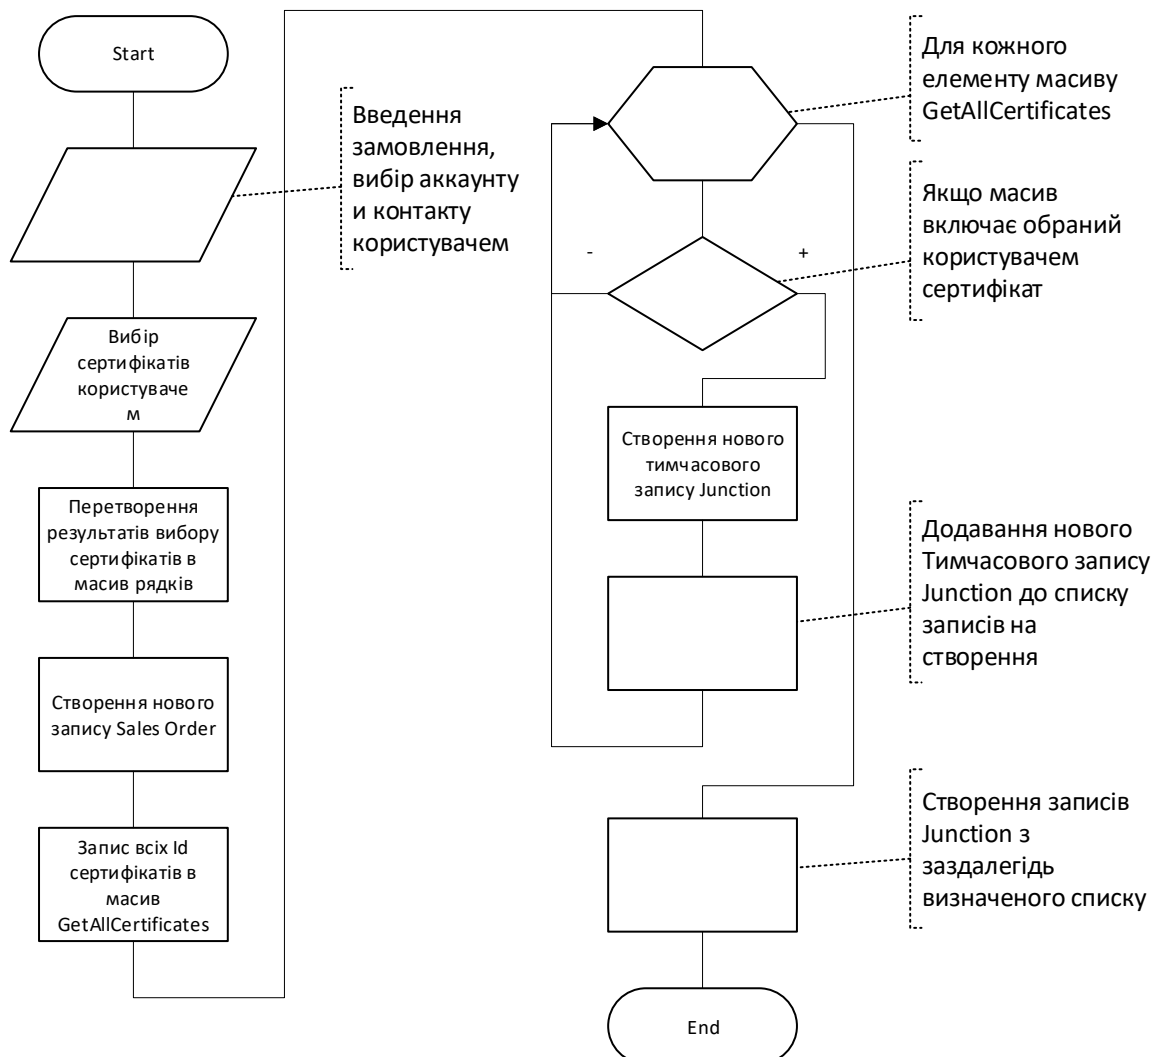 Start
Введення
замовлення,
вибір аккаунту
и контакту
користувачем
Вибір
сертифікатів
користуваче
м
Перетворення
результатів вибору
сертифікатів в
масив рядків
Створення нового
запису Sales Order
Запис всіх Id
сертифікатів в
масив
GetAllCertificates
Для кожного
елементу масиву
GetAllCertificates
Якщо масив
включає обраний
користувачем
сертифікат
-
+
Створення нового
тимчасового
запису Junction
Додавання нового
Тимчасового запису
Junction до списку
записів на
створення
Створення записів
Junction з
заздалегідь
визначеного списку
End